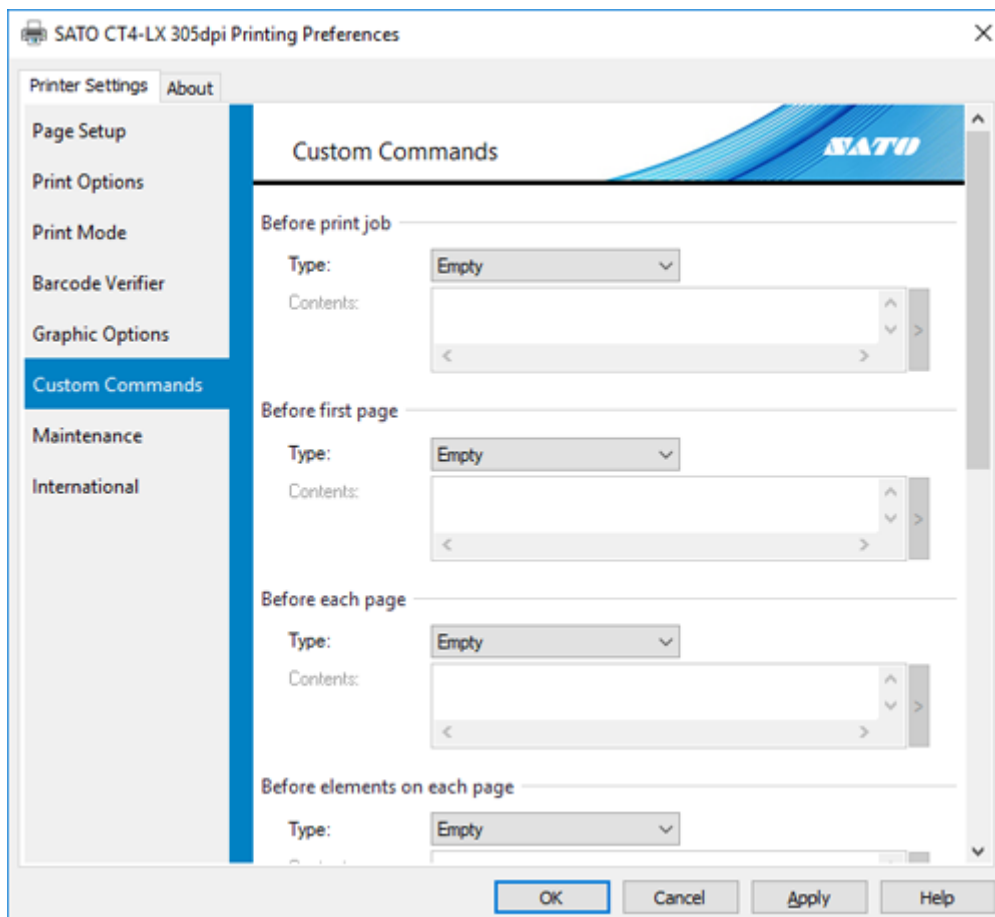 SATO CT4-LX 305dpi Printing Preferences
Printer Settings About
Page Setup
Print Options
Print Mode
Barcode Verifier
Graphic Options
Custom Commands
Maintenance
International
Custom Commands
SATO
Before print job
Type: Empty
Contents:
Before first page
Type: Empty
Contents:
Before each page
Type: Empty
Contents:
Before elements on each page
Type: Empty
OK Cancel Apply Help